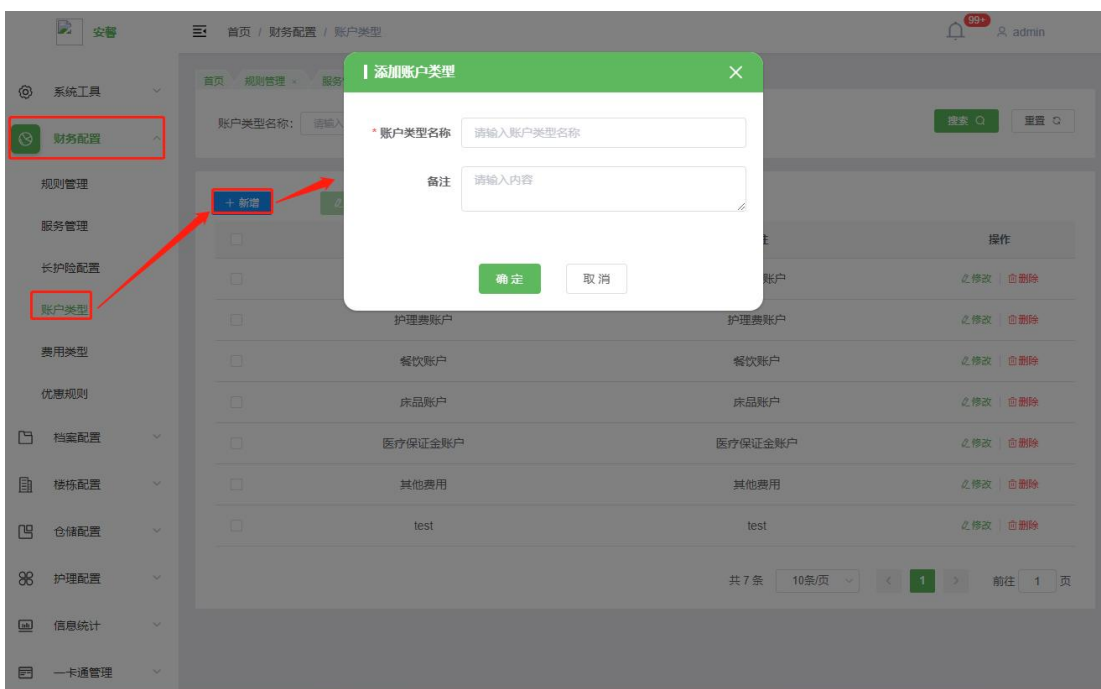 安馨
首页 / 财务配置 / 账户类型
99+
admin
系统工具
财务配置
规则管理
服务管理
长护险配置
账户类型
费用类型
优惠规则
档案配置
楼栋配置
仓储配置
护理配置
信息统计
一卡通管理
首页 规则管理 服务
账户类型名称: 请输入
搜索
重置
+ 新增
添加账户类型
* 账户类型名称 请输入账户类型名称
备注 请输入内容
确定 取消
操作
账户 修改 删除
护理费账户 护理费账户 修改 删除
餐饮账户 餐饮账户 修改 删除
床品账户 床品账户 修改 删除
医疗保证金账户 医疗保证金账户 修改 删除
其他费用 其他费用 修改 删除
test test 修改 删除
共 7 条 10条/页 < 1 > 前往 1 页